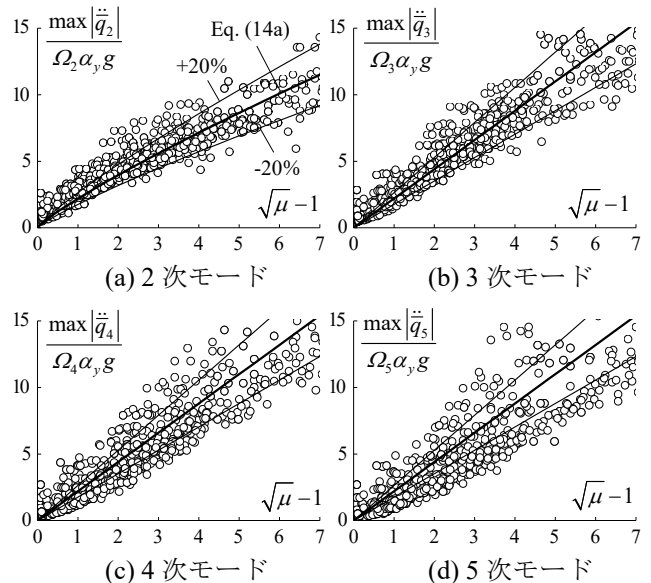 15
max|q̈̄₂|
Ω₂α_y g
Eq. (14a)
+20%
10
5
-20%
√μ −1
0
0 1 2 3 4 5 6 7
(a) 2 次モード
15
max|q̈̄₃|
Ω₃α_y g
10
5
√μ −1
0
0 1 2 3 4 5 6 7
(b) 3 次モード
15
max|q̈̄₄|
Ω₄α_y g
10
5
√μ −1
0
0 1 2 3 4 5 6 7
(c) 4 次モード
15
max|q̈̄₅|
Ω₅α_y g
10
5
√μ −1
0
0 1 2 3 4 5 6 7
(d) 5 次モード